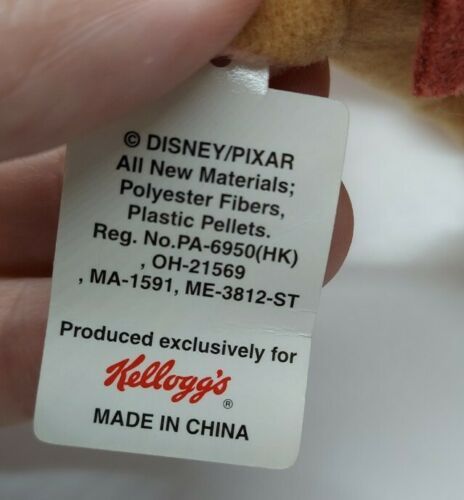 © DISNEY/PIXAR
All New Materials;
Polyester Fibers,
Plastic Pellets.
Reg. No.PA-6950(HK)
, OH-21569
, MA-1591, ME-3812-ST
Produced exclusively for
Kellogg's®
MADE IN CHINA